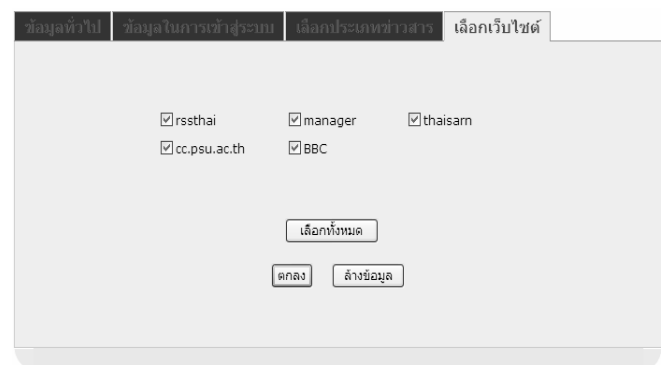 ข้อมูลทั่วไป ข้อมูลในการเข้าสู่ระบบ เลือกประเภทข่าวสาร เลือกเว็บไซต์
rssthai manager thaisarn
cc.psu.ac.th BBC
เลือกทั้งหมด
ตกลง ล้างข้อมูล